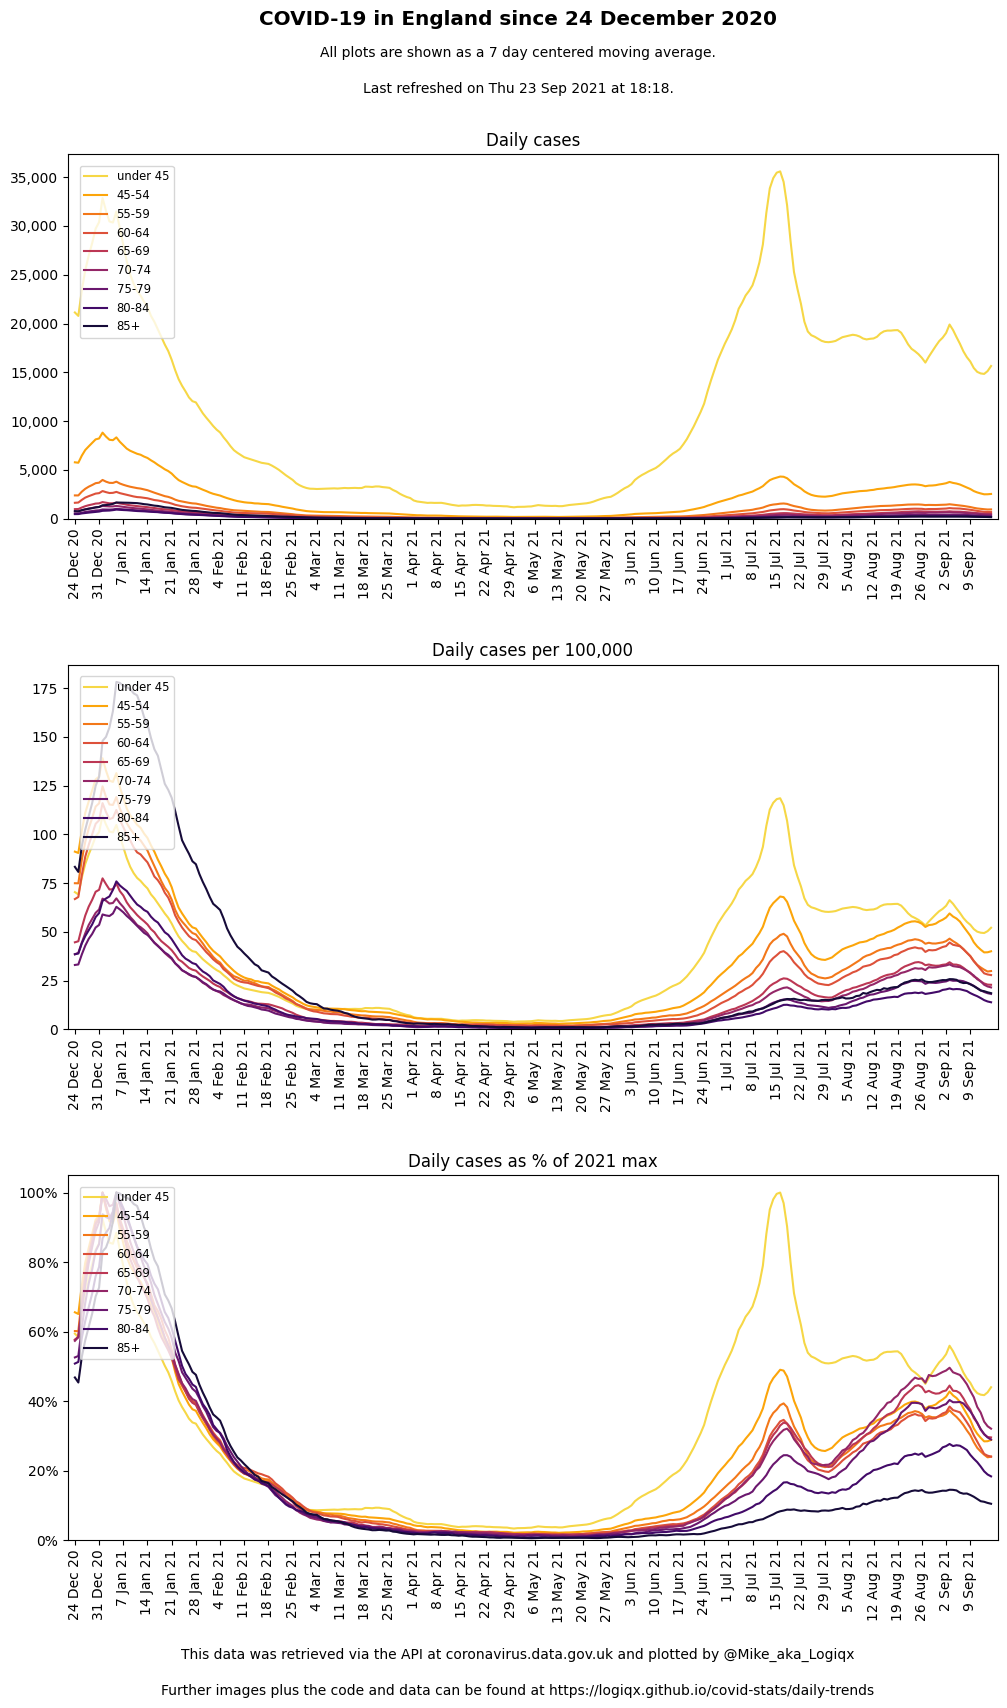 COVID-19 in England since 24 December 2020
All plots are shown as a 7 day centered moving average.
Last refreshed on Thu 23 Sep 2021 at 18:18.
Daily cases
35,000
30,000
25,000
20,000
15,000
10,000
5,000
0
under 45
45-54
55-59
60-64
65-69
70-74
75-79
80-84
85+
24 Dec 20
31 Dec 20
7 Jan 21
14 Jan 21
21 Jan 21
28 Jan 21
4 Feb 21
11 Feb 21
18 Feb 21
25 Feb 21
4 Mar 21
11 Mar 21
18 Mar 21
25 Mar 21
1 Apr 21
8 Apr 21
15 Apr 21
22 Apr 21
29 Apr 21
6 May 21
13 May 21
20 May 21
27 May 21
3 Jun 21
10 Jun 21
17 Jun 21
24 Jun 21
1 Jul 21
8 Jul 21
15 Jul 21
22 Jul 21
29 Jul 21
5 Aug 21
12 Aug 21
19 Aug 21
26 Aug 21
2 Sep 21
9 Sep 21
Daily cases per 100,000
175
150
125
100
75
50
25
0
under 45
45-54
55-59
60-64
65-69
70-74
75-79
80-84
85+
24 Dec 20
31 Dec 20
7 Jan 21
14 Jan 21
21 Jan 21
28 Jan 21
4 Feb 21
11 Feb 21
18 Feb 21
25 Feb 21
4 Mar 21
11 Mar 21
18 Mar 21
25 Mar 21
1 Apr 21
8 Apr 21
15 Apr 21
22 Apr 21
29 Apr 21
6 May 21
13 May 21
20 May 21
27 May 21
3 Jun 21
10 Jun 21
17 Jun 21
24 Jun 21
1 Jul 21
8 Jul 21
15 Jul 21
22 Jul 21
29 Jul 21
5 Aug 21
12 Aug 21
19 Aug 21
26 Aug 21
2 Sep 21
9 Sep 21
Daily cases as % of 2021 max
100%
80%
60%
40%
20%
0%
under 45
45-54
55-59
60-64
65-69
70-74
75-79
80-84
85+
24 Dec 20
31 Dec 20
7 Jan 21
14 Jan 21
21 Jan 21
28 Jan 21
4 Feb 21
11 Feb 21
18 Feb 21
25 Feb 21
4 Mar 21
11 Mar 21
18 Mar 21
25 Mar 21
1 Apr 21
8 Apr 21
15 Apr 21
22 Apr 21
29 Apr 21
6 May 21
13 May 21
20 May 21
27 May 21
3 Jun 21
10 Jun 21
17 Jun 21
24 Jun 21
1 Jul 21
8 Jul 21
15 Jul 21
22 Jul 21
29 Jul 21
5 Aug 21
12 Aug 21
19 Aug 21
26 Aug 21
2 Sep 21
9 Sep 21
This data was retrieved via the API at coronavirus.data.gov.uk and plotted by @Mike_aka_Logiqx
Further images plus the code and data can be found at https://logiqx.github.io/covid-stats/daily-trends